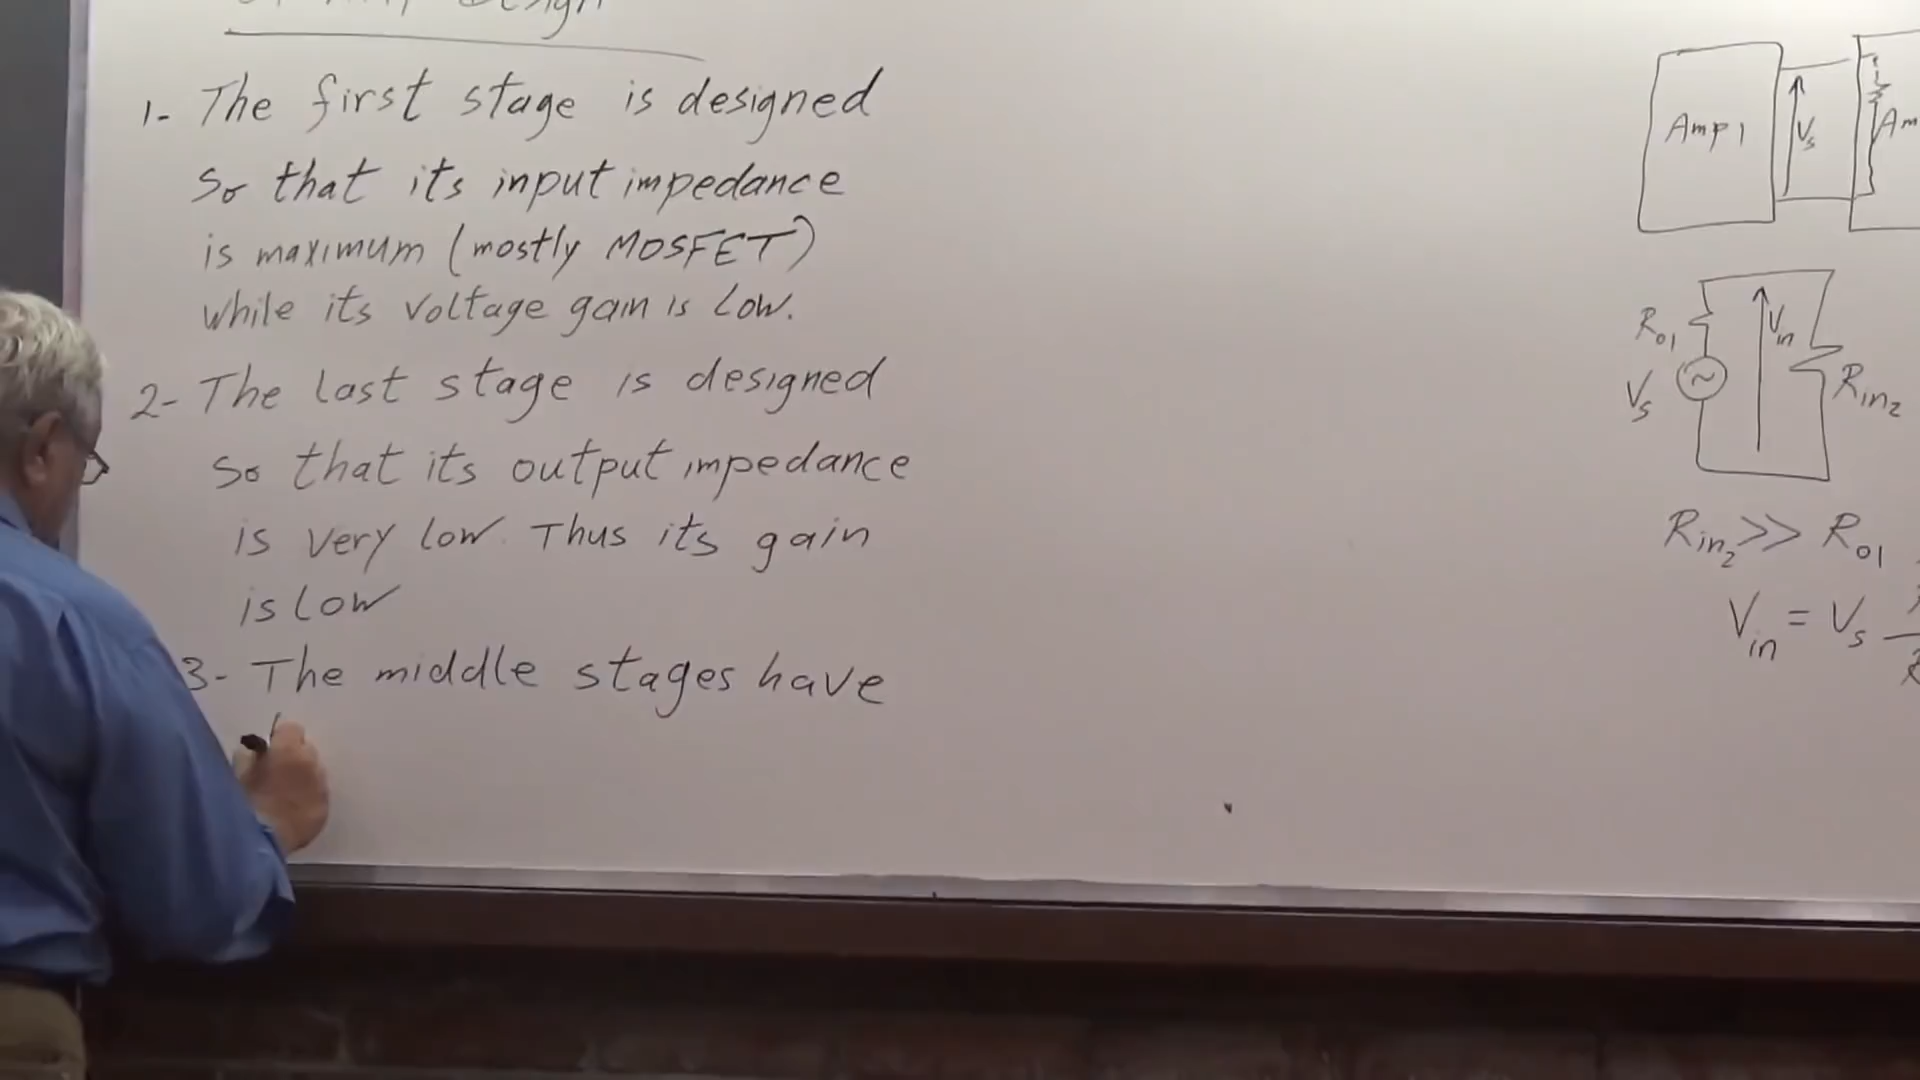 Design
1- The first stage is designed
so that its input impedance
is maximum (mostly MOSFET)
while its voltage gain is low.
2- The last stage is designed
so that its output impedance
is very low. Thus its gain
is low
3- The middle stages have
Amp1
Vs
Ro1
Vin
Vs
Rin2
Rin2 >> Ro1
Vin = Vs